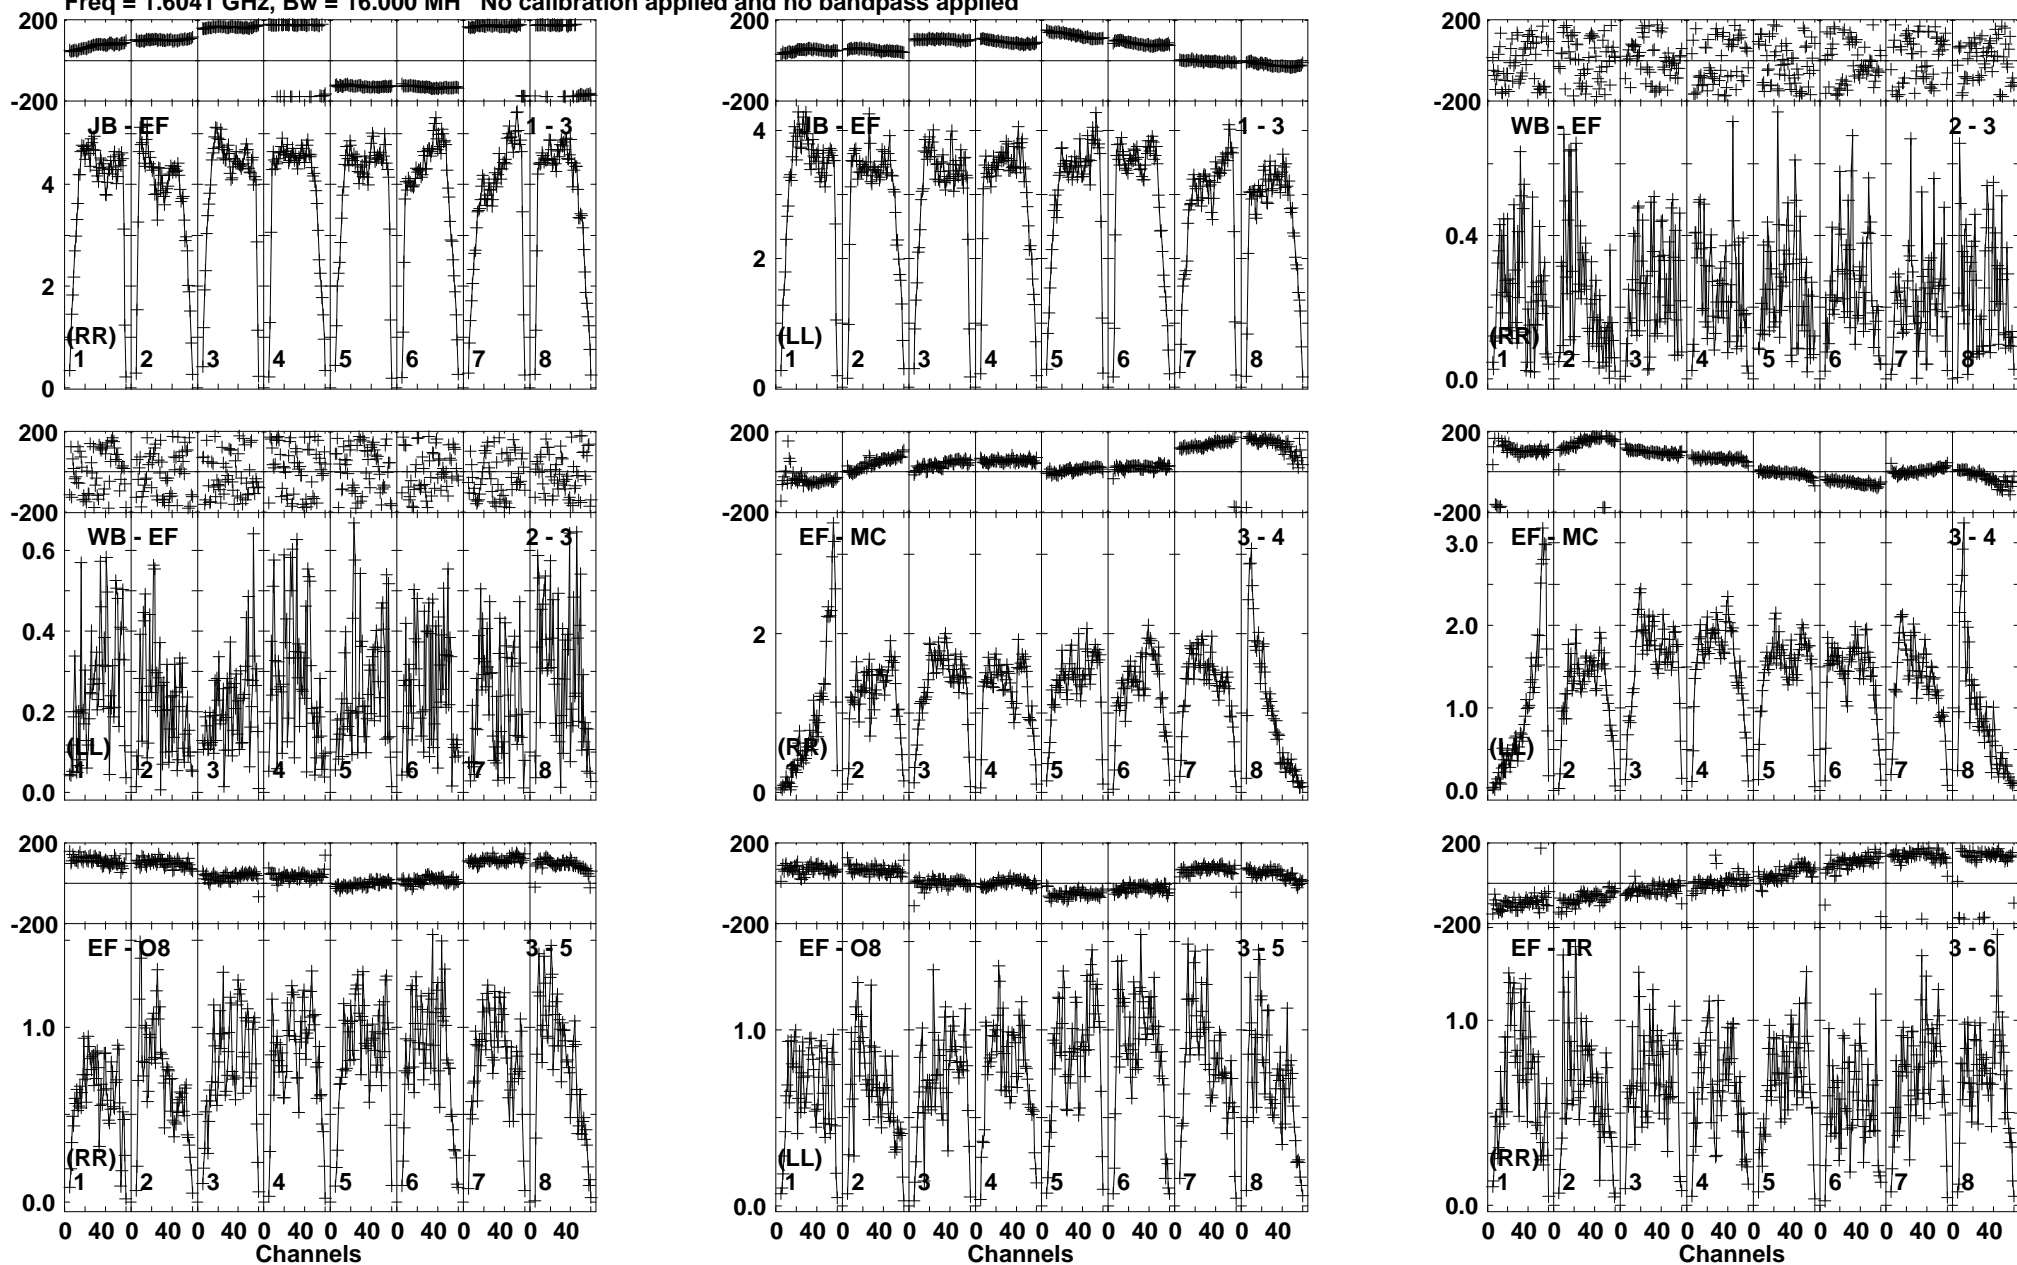 Freq = 1.6041 GHz, Bw = 16.000 MH No calibration applied and no bandpass applied
200 200 200
-200 -200 -200
JB - EF 1 - 3 JB - EF 1 - 3 WB - EF 2 - 3
4 4 0.4
2 2
(RR) (LL) (RR)
1 2 3 4 5 6 7 8 1 2 3 4 5 6 7 8 1 2 3 4 5 6 7 8
0 0 0.0
200 200 200
-200 -200 -200
WB - EF 2 - 3 EF - MC 3 - 4 EF - MC 3 - 4
0.6 3.0
0.4 2 2.0
0.2 1.0
(LL) (RR) (LL)
1 2 3 4 5 6 7 8 1 2 3 4 5 6 7 8 1 2 3 4 5 6 7 8
0.0 0 0.0
200 200 200
-200 -200 -200
EF - O8 3 - 5 EF - O8 3 - 5 EF - TR 3 - 6
1.0 1.0 1.0
(RR) (LL) (RR)
1 2 3 4 5 6 7 8 1 2 3 4 5 6 7 8 1 2 3 4 5 6 7 8
0.0 0.0 0.0
0 40 0 40 0 40 0 40 0 40 0 40 0 40 0 40 0 40 0 40 0 40 0 40 0 40 0 40 0 40 0 40 0 40 0 40 0 40 0 40 0 40 0 40 0 40 0 40
Channels Channels Channels